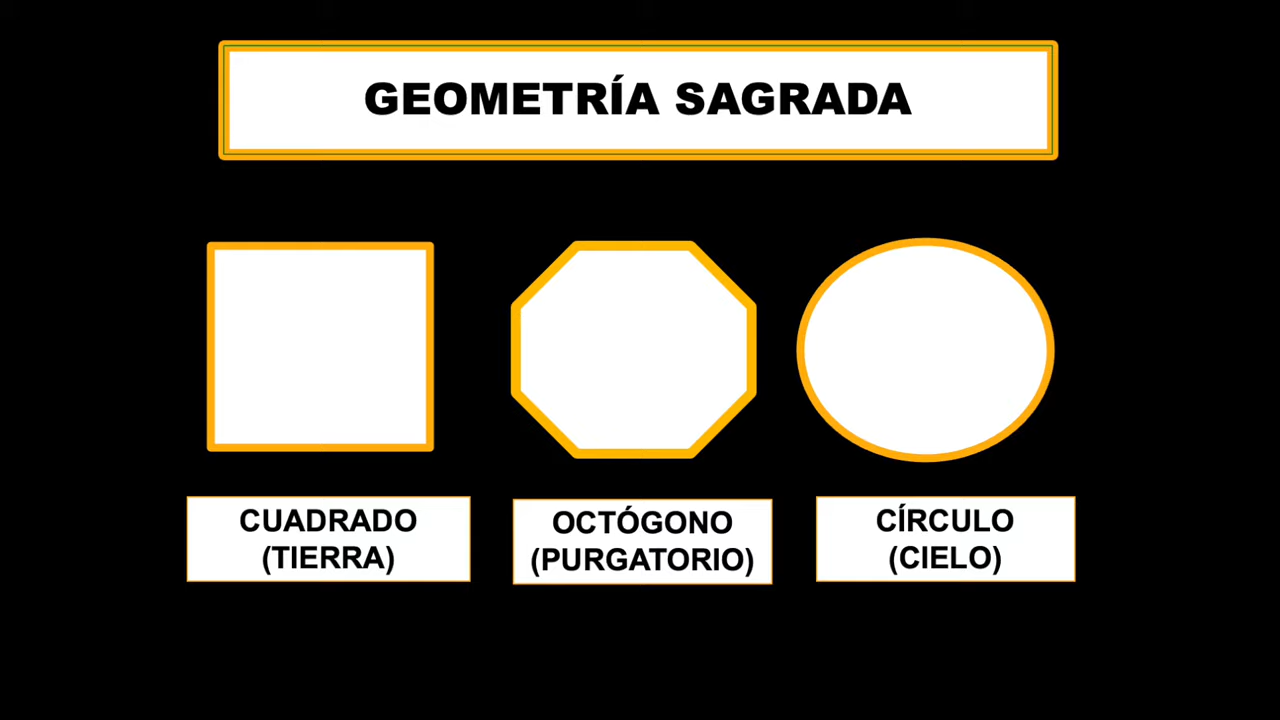 GEOMETRÍA SAGRADA
CUADRADO
(TIERRA)
OCTÓGONO
(PURGATORIO)
CÍRCULO
(CIELO)